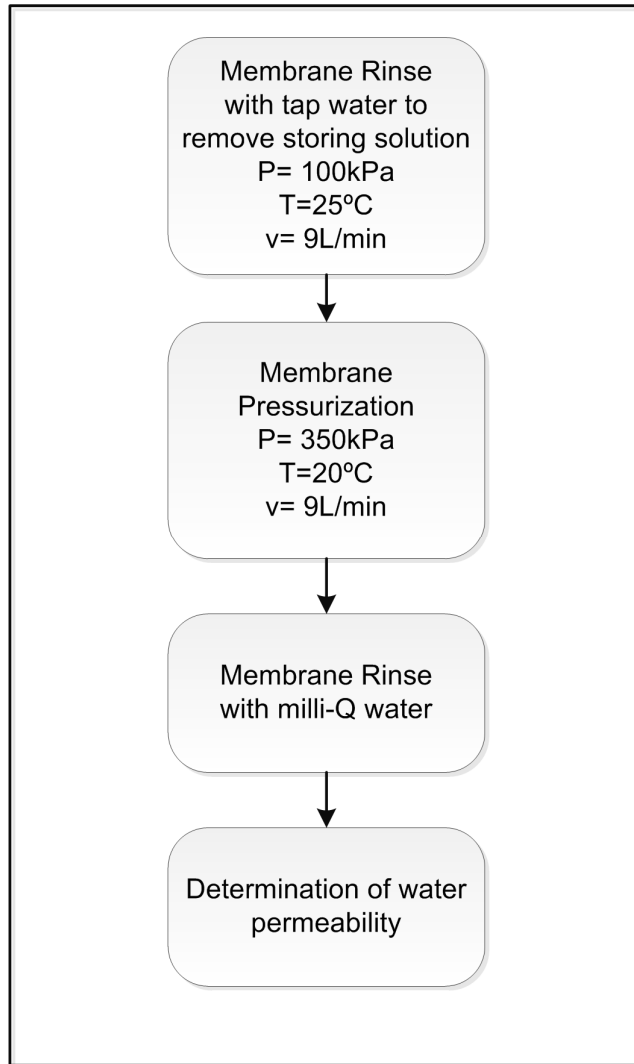 Membrane Rinse
with tap water to
remove storing solution
P= 100kPa
T=25ºC
v= 9L/min
Membrane
Pressurization
P= 350kPa
T=20ºC
v= 9L/min
Membrane Rinse
with milli-Q water
Determination of water
permeability